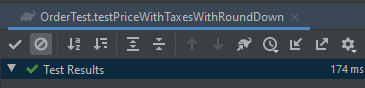 OrderTest.testPriceWithTaxesWithRoundDown
Test Results 174 ms